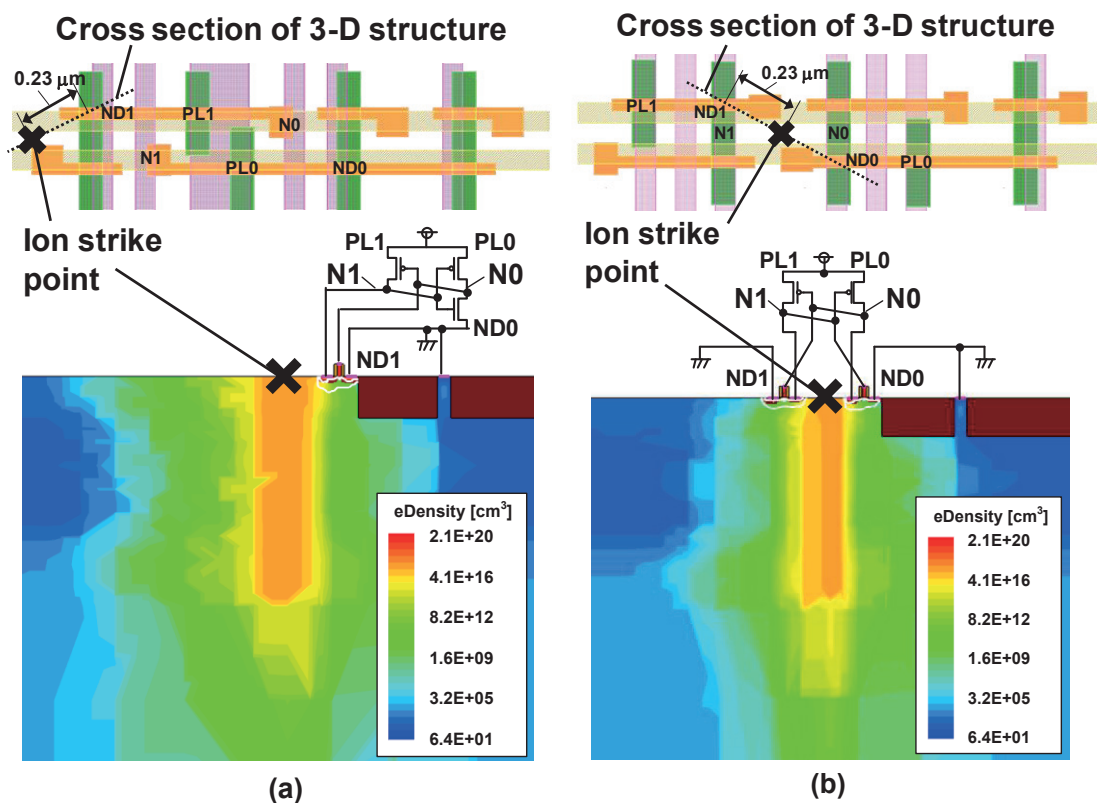 Cross section of 3-D structure
0.23 μm
ND1
PL1
N0
N1
PL0
ND0
Ion strike
point
PL1
PL0
N1
N0
ND0
ND1
eDensity [cm³]
2.1E+20
4.1E+16
8.2E+12
1.6E+09
3.2E+05
6.4E+01
(a)
Cross section of 3-D structure
0.23 μm
PL1
ND1
N1
N0
ND0
PL0
Ion strike
point
PL1
PL0
N1
N0
ND1
ND0
eDensity [cm³]
2.1E+20
4.1E+16
8.2E+12
1.6E+09
3.2E+05
6.4E+01
(b)